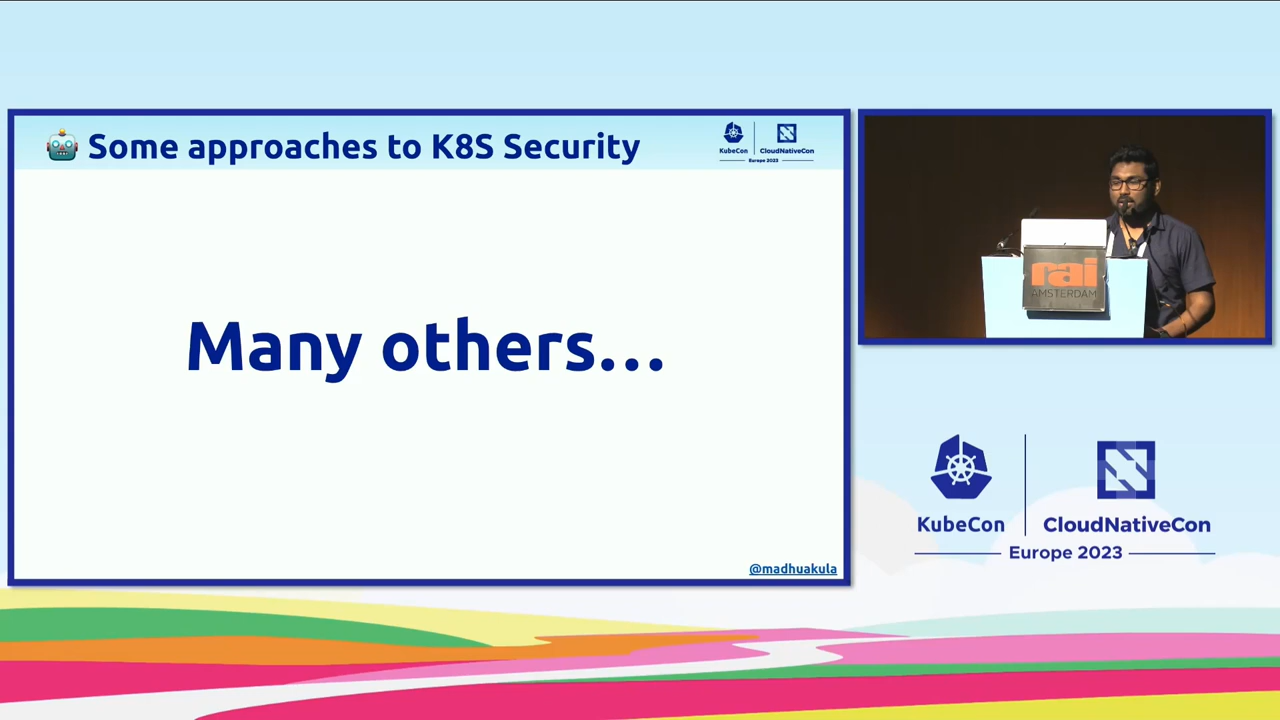 Some approaches to K8S Security
KubeCon
CloudNativeCon
Europe 2023
Many others...
@madhuakula
rai
AMSTERDAM
KubeCon
CloudNativeCon
Europe 2023